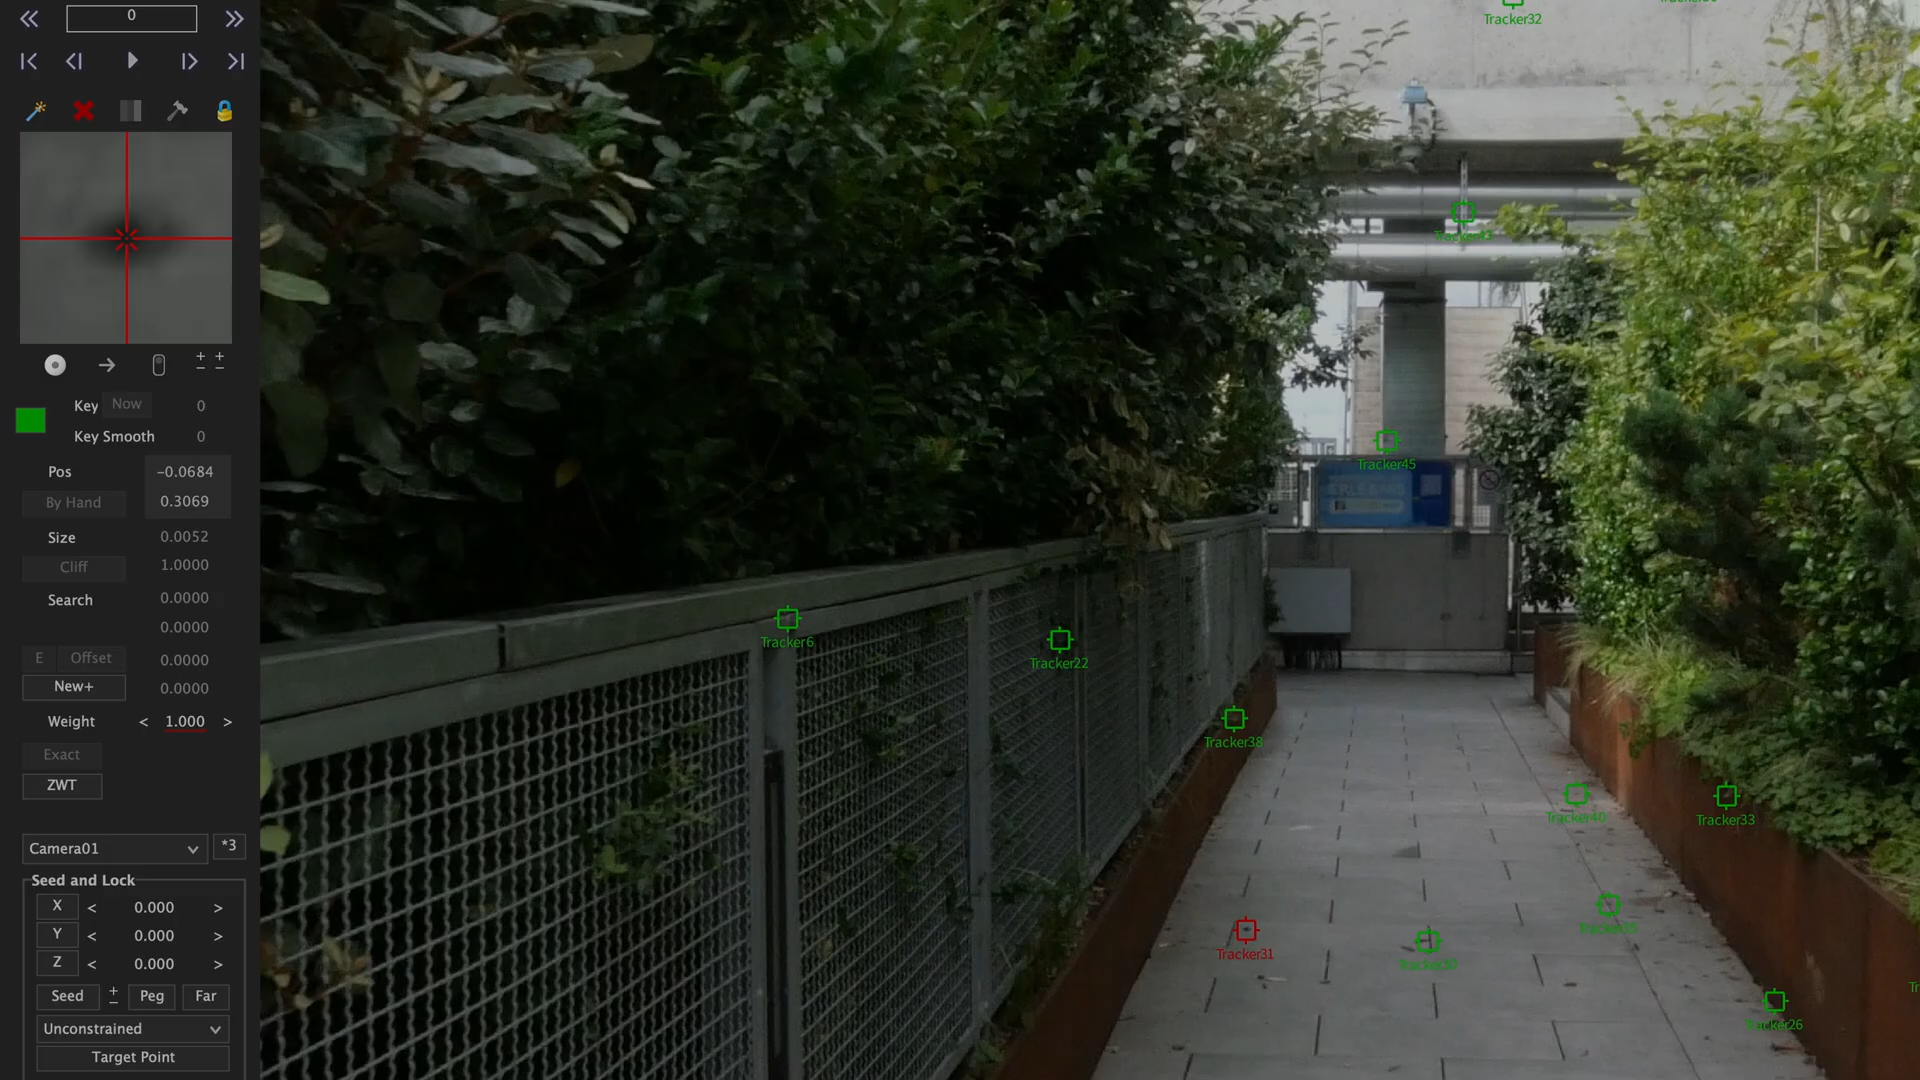 0
Key Now 0
Key Smooth 0
Pos -0.0684
By Hand 0.3069
Size 0.0052
Cliff 1.0000
Search 0.0000
0.0000
E Offset 0.0000
New+ 0.0000
Weight < 1.000 >
Exact
ZWT
Camera01 *3
Seed and Lock
X < 0.000 >
Y < 0.000 >
Z < 0.000 >
Seed Peg Far
Unconstrained
Target Point
Tracker32
Tracker45
Tracker6
Tracker22
Tracker38
Tracker40
Tracker33
Tracker31
Tracker26